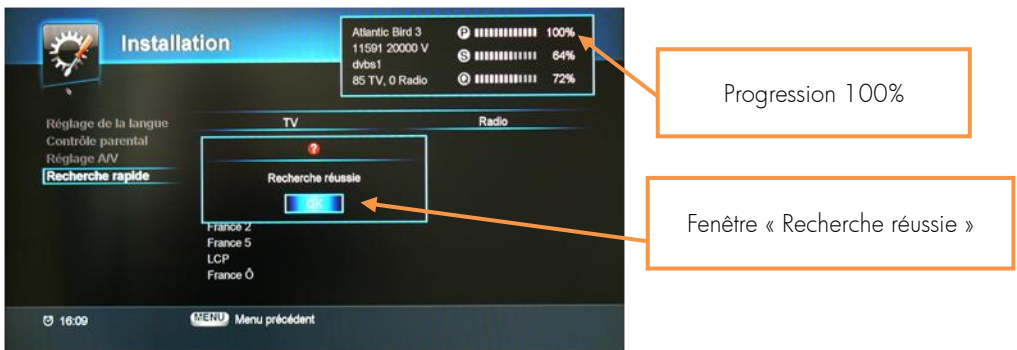 Installation
Atlantic Bird 3
11591 20000 V
dvbs1
85 TV, 0 Radio
P 100%
S 64%
Q 72%
Progression 100%
Réglage de la langue
Contrôle parental
Réglage A/V
Recherche rapide
TV
Radio
?
Recherche réussie
OK
France 2
France 5
LCP
France Ô
Fenêtre « Recherche réussie »
16:09
MENU Menu précédent